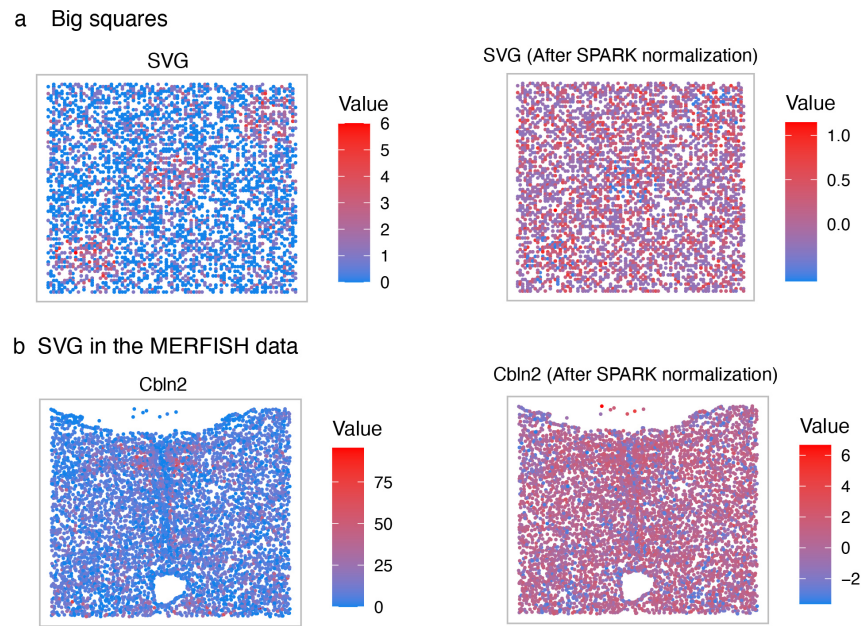 a Big squares
SVG
Value
6
5
4
3
2
1
0
SVG (After SPARK normalization)
Value
1.0
0.5
0.0
b SVG in the MERFISH data
Cbln2
Value
75
50
25
0
Cbln2 (After SPARK normalization)
Value
6
4
2
0
−2